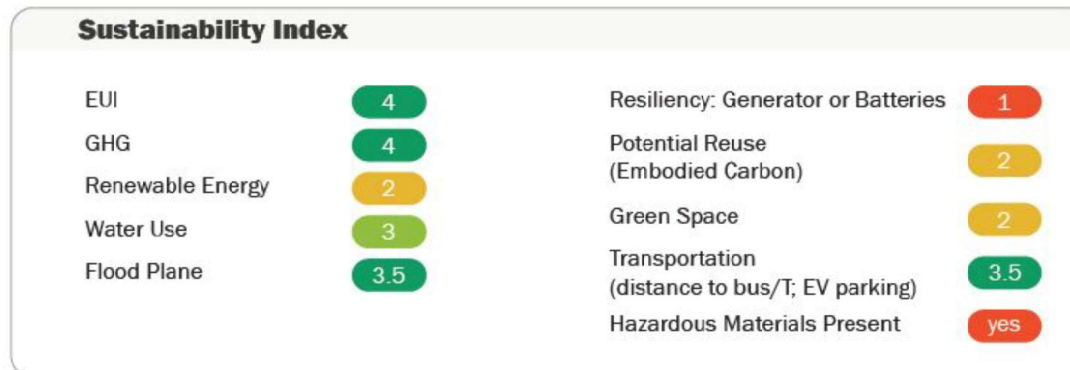 Sustainability Index
EUI 4
GHG 4
Renewable Energy 2
Water Use 3
Flood Plane 3.5
Resiliency: Generator or Batteries 1
Potential Reuse
(Embodied Carbon) 2
Green Space 2
Transportation
(distance to bus/T; EV parking) 3.5
Hazardous Materials Present yes